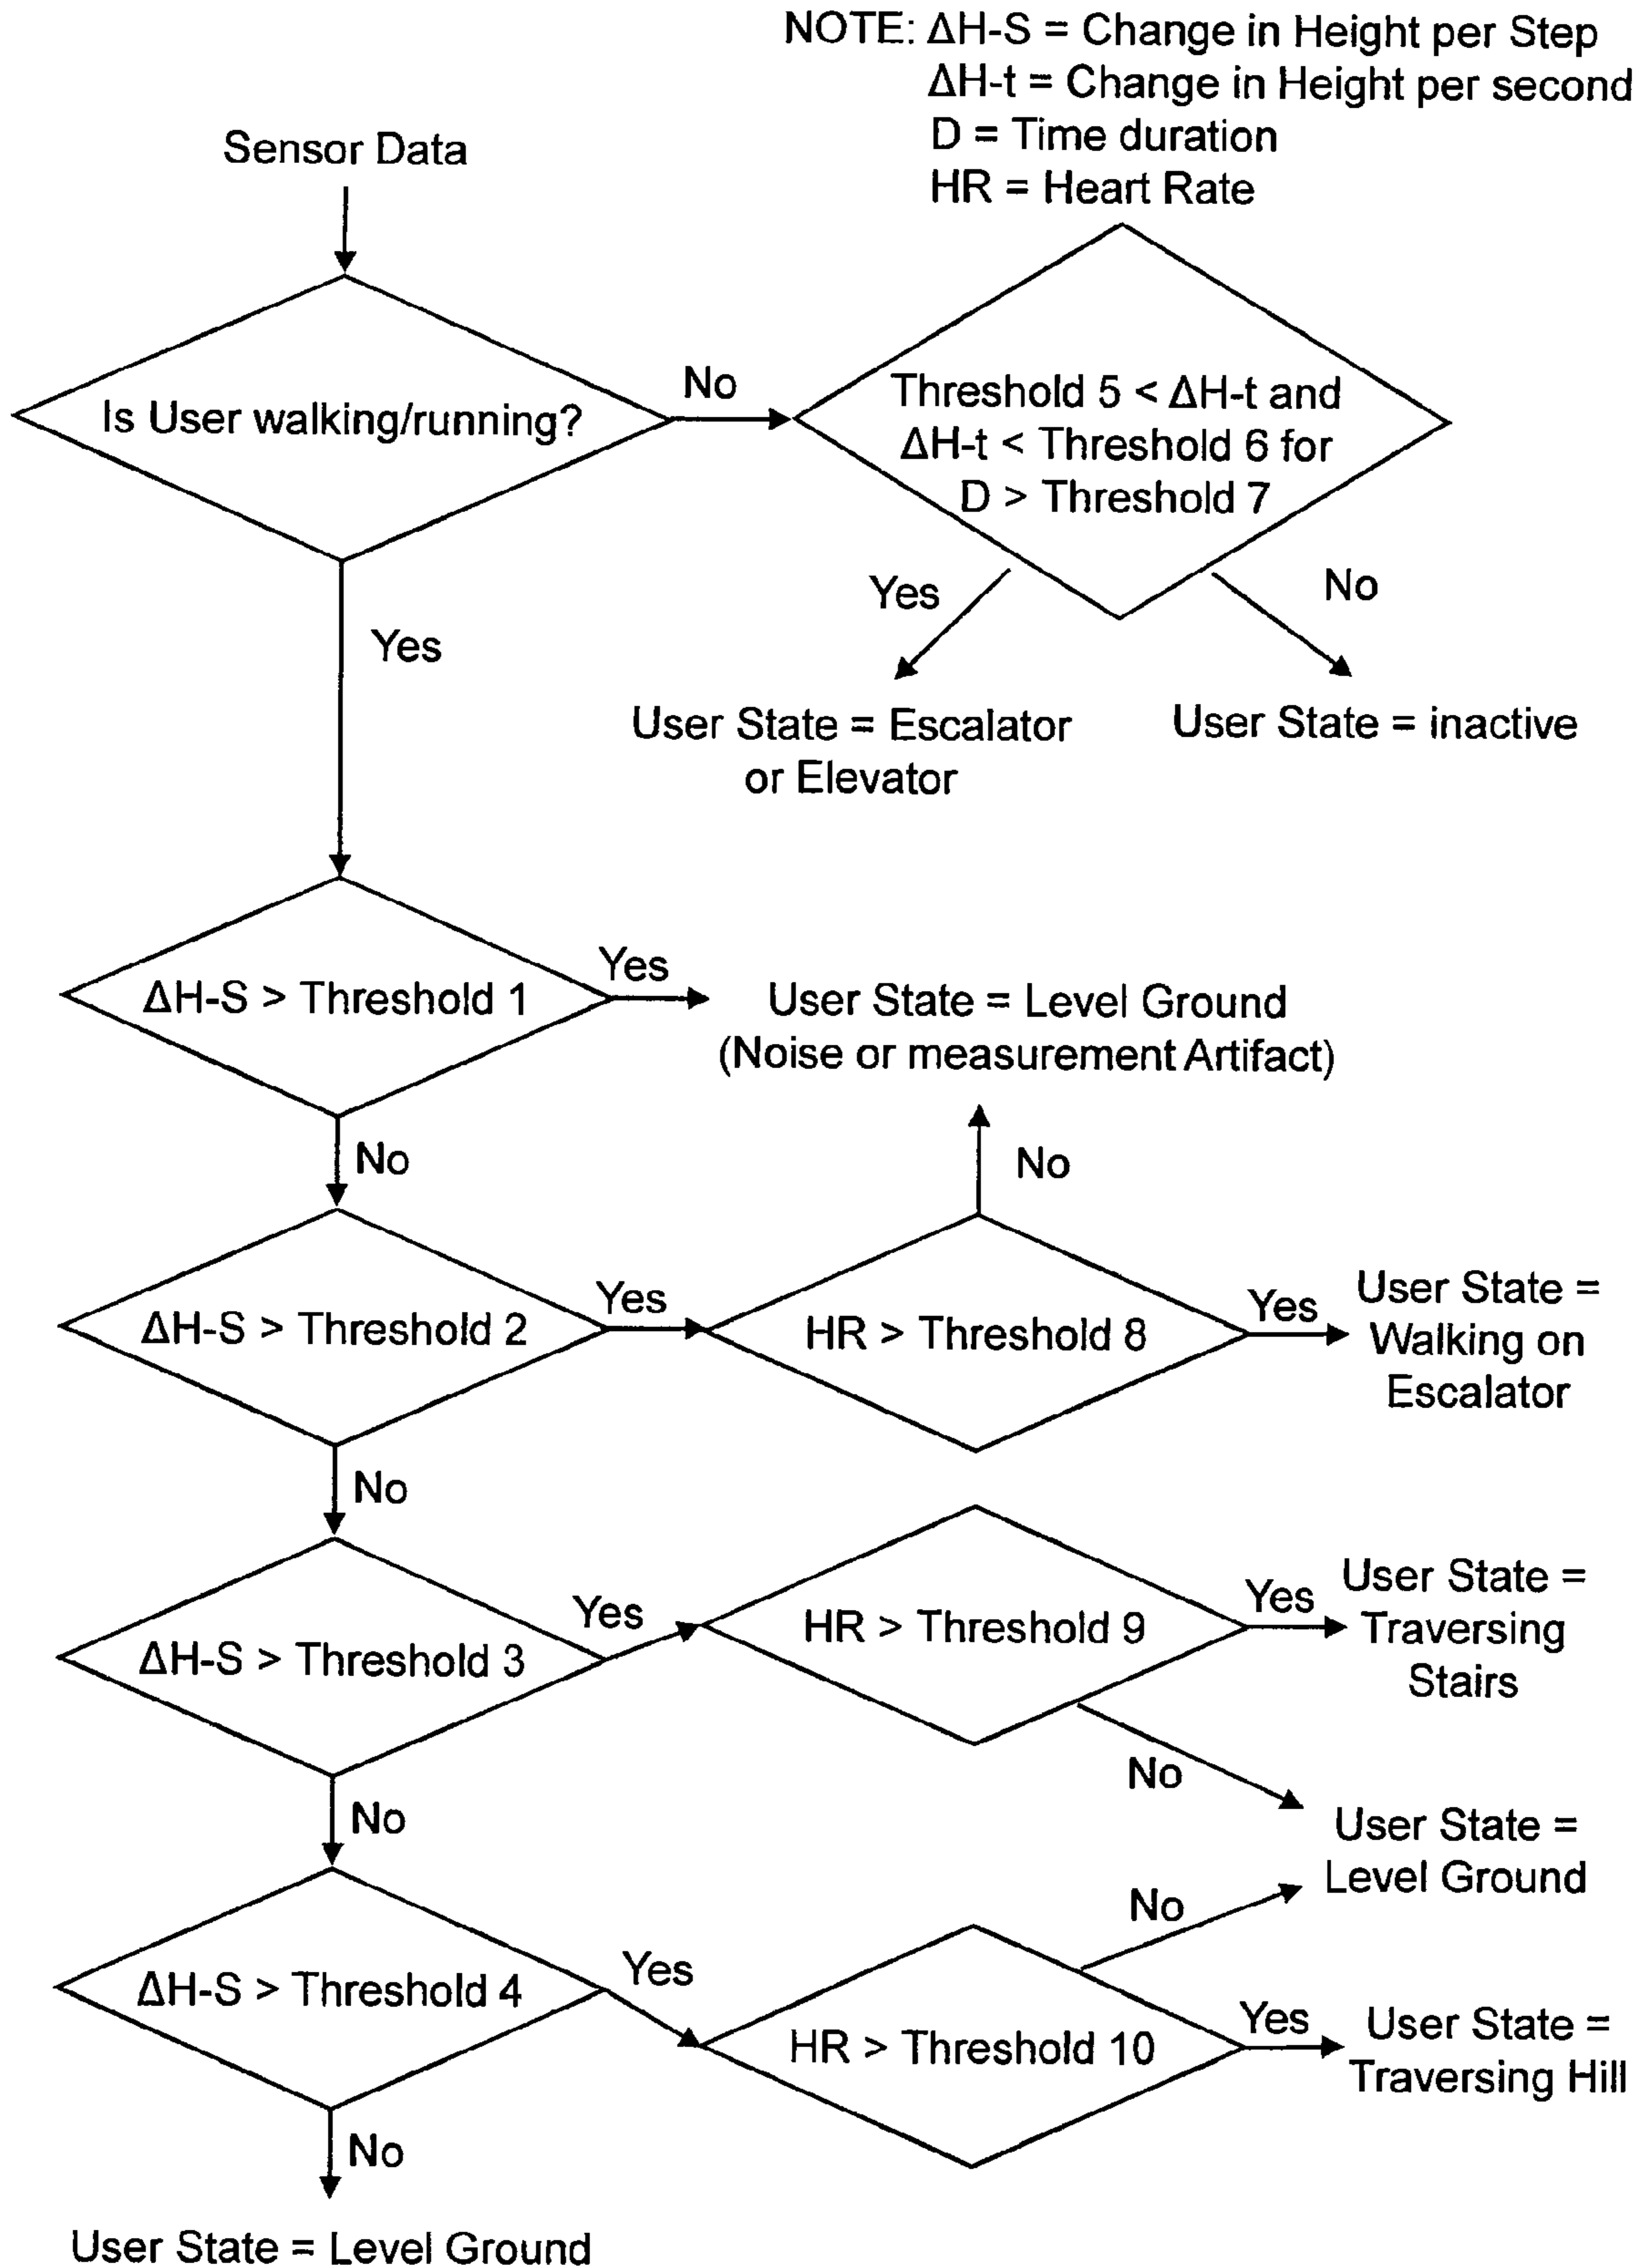 NOTE: ΔH-S = Change in Height per Step
ΔH-t = Change in Height per second
D = Time duration
HR = Heart Rate
Sensor Data
Is User walking/running?
No
Threshold 5 < ΔH-t and
ΔH-t < Threshold 6 for
D > Threshold 7
Yes
No
User State = Escalator
or Elevator
User State = inactive
Yes
ΔH-S > Threshold 1
Yes
User State = Level Ground
(Noise or measurement Artifact)
No
No
ΔH-S > Threshold 2
Yes
HR > Threshold 8
Yes
User State =
Walking on
Escalator
No
ΔH-S > Threshold 3
Yes
HR > Threshold 9
Yes
User State =
Traversing
Stairs
No
No
User State =
Level Ground
No
ΔH-S > Threshold 4
Yes
HR > Threshold 10
Yes
User State =
Traversing Hill
No
User State = Level Ground